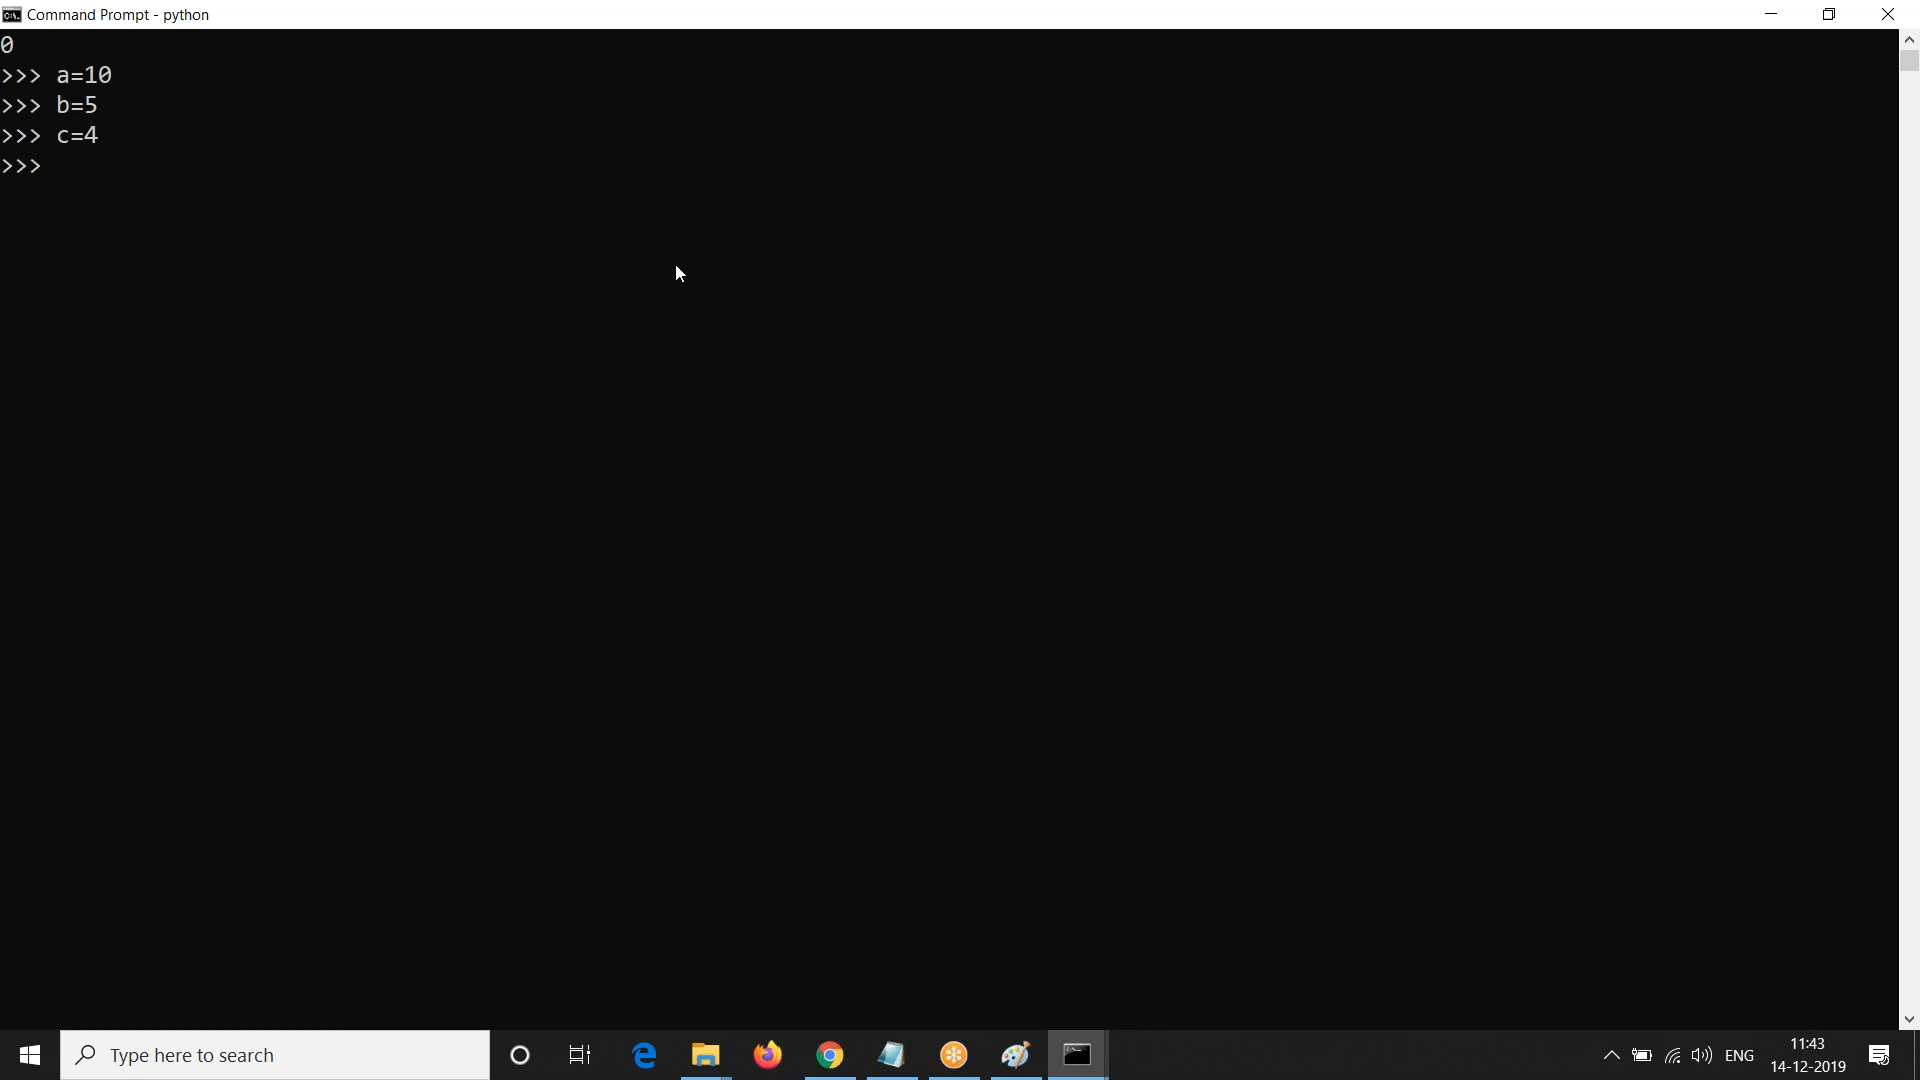 Command Prompt - python
0
>>> a=10
>>> b=5
>>> c=4
>>>
Type here to search
ENG
11:43
14-12-2019